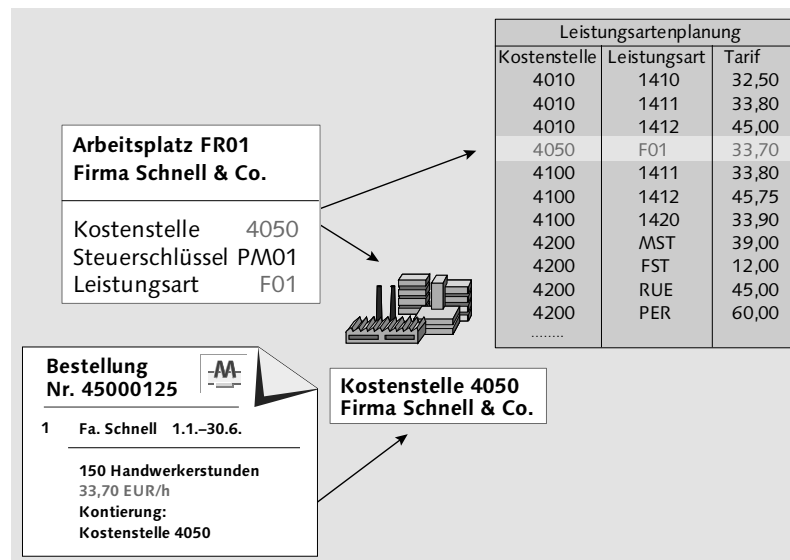 Leistungsartenplanung
Kostenstelle Leistungsart Tarif
4010 1410 32,50
4010 1411 33,80
4010 1412 45,00
4050 F01 33,70
4100 1411 33,80
4100 1412 45,75
4100 1420 33,90
4200 MST 39,00
4200 FST 12,00
4200 RUE 45,00
4200 PER 60,00
........
Arbeitsplatz FR01
Firma Schnell & Co.
Kostenstelle 4050
Steuerschlüssel PM01
Leistungsart F01
Bestellung
Nr. 45000125
1 Fa. Schnell 1.1.–30.6.
150 Handwerkerstunden
33,70 EUR/h
Kontierung:
Kostenstelle 4050
Kostenstelle 4050
Firma Schnell & Co.